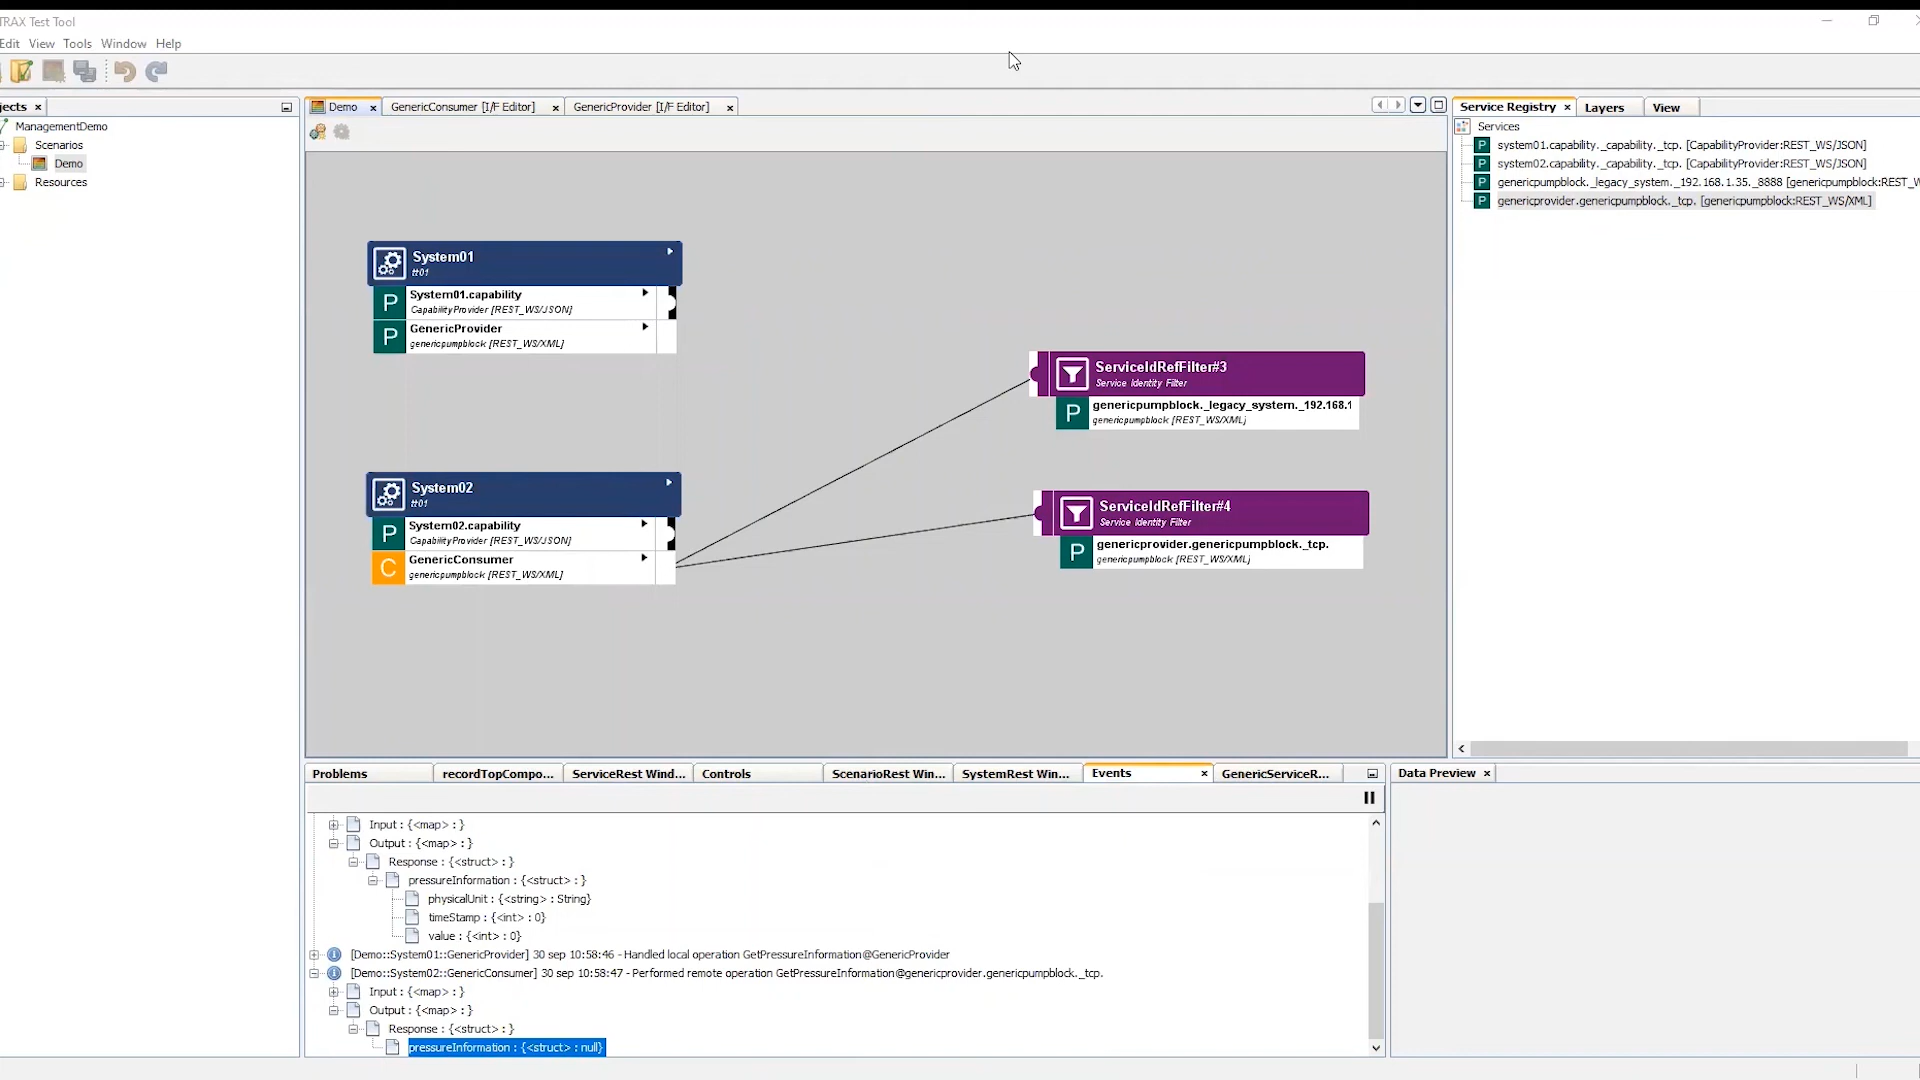 TRAX Test Tool
Edit View Tools Window Help
jects
ManagementDemo
Scenarios
Demo
Resources
Demo
GenericConsumer [I/F Editor]
GenericProvider [I/F Editor]
System01
tt01
P
System01.capability
CapabilityProvider [REST_WS/JSON]
P
GenericProvider
genericpumpblock [REST_WS/XML]
System02
tt01
P
System02.capability
CapabilityProvider [REST_WS/JSON]
C
GenericConsumer
genericpumpblock [REST_WS/XML]
ServiceIdRefFilter#3
Service Identity Filter
P
genericpumpblock._legacy_system._192.168.1
genericpumpblock [REST_WS/XML]
ServiceIdRefFilter#4
Service Identity Filter
P
genericprovider.genericpumpblock._tcp.
genericpumpblock [REST_WS/XML]
Service Registry
Layers
View
Services
P system01.capability._capability._tcp. [CapabilityProvider:REST_WS/JSON]
P system02.capability._capability._tcp. [CapabilityProvider:REST_WS/JSON]
P genericpumpblock._legacy_system._192.168.1.35._8888 [genericpumpblock:REST_W
P genericprovider.genericpumpblock._tcp. [genericpumpblock:REST_WS/XML]
Problems
recordTopCompo...
ServiceRest Wind...
Controls
ScenarioRest Win...
SystemRest Win...
Events
GenericServiceR...
Data Preview
Input : {<map> : }
Output : {<map> : }
Response : {<struct> : }
pressureInformation : {<struct> : }
physicalUnit : {<string> : String}
timeStamp : {<int> : 0}
value : {<int> : 0}
[Demo::System01::GenericProvider] 30 sep 10:58:46 - Handled local operation GetPressureInformation@GenericProvider
[Demo::System02::GenericConsumer] 30 sep 10:58:47 - Performed remote operation GetPressureInformation@genericprovider.genericpumpblock._tcp.
Input : {<map> : }
Output : {<map> : }
Response : {<struct> : }
pressureInformation : {<struct> : null}